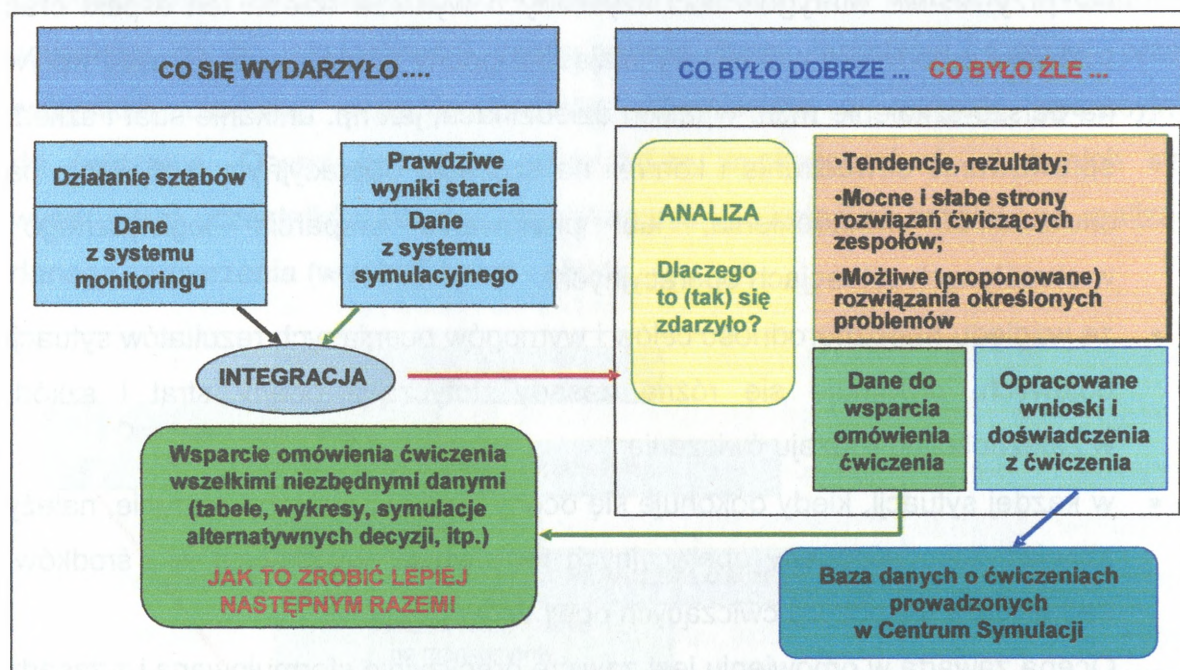 CO SIĘ WYDARZYŁO ....
CO BYŁO DOBRZE ... CO BYŁO ŹLE ...
Działanie sztabów
Dane
z systemu
monitoringu
Prawdziwe
wyniki starcia
Dane
z systemu
symulacyjnego
INTEGRACJA
ANALIZA
Dlaczego
to (tak) się
zdarzyło?
•Tendencje, rezultaty;
•Mocne i słabe strony
rozwiązań ćwiczących
zespołów;
•Możliwe (proponowane)
rozwiązania określonych
problemów
Dane do
wsparcia
omówienia
ćwiczenia
Opracowane
wnioski i
doświadczenia
z ćwiczenia
Wsparcie omówienia ćwiczenia
wszelkimi niezbędnymi danymi
(tabele, wykresy, symulacje
alternatywnych decyzji, itp.)
JAK TO ZROBIĆ LEPIEJ
NASTĘPNYM RAZEM!
Baza danych o ćwiczeniach
prowadzonych
w Centrum Symulacji